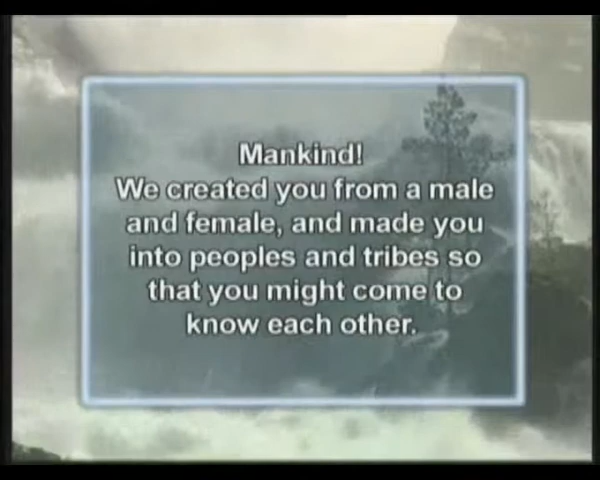 Mankind!
We created you from a male
and female, and made you
into peoples and tribes so
that you might come to
know each other.